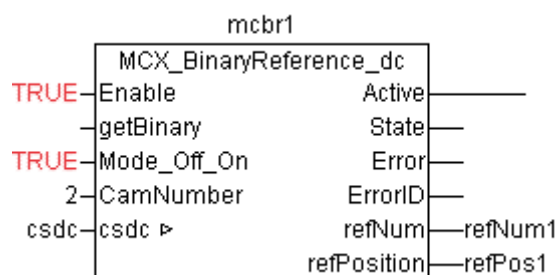 mcbr1
MCX_BinaryReference_dc
TRUE Enable Active
getBinary State
TRUE Mode_Off_On Error
2 CamNumber ErrorID
csdc csdc ▷ refNum refNum1
refPosition refPos1